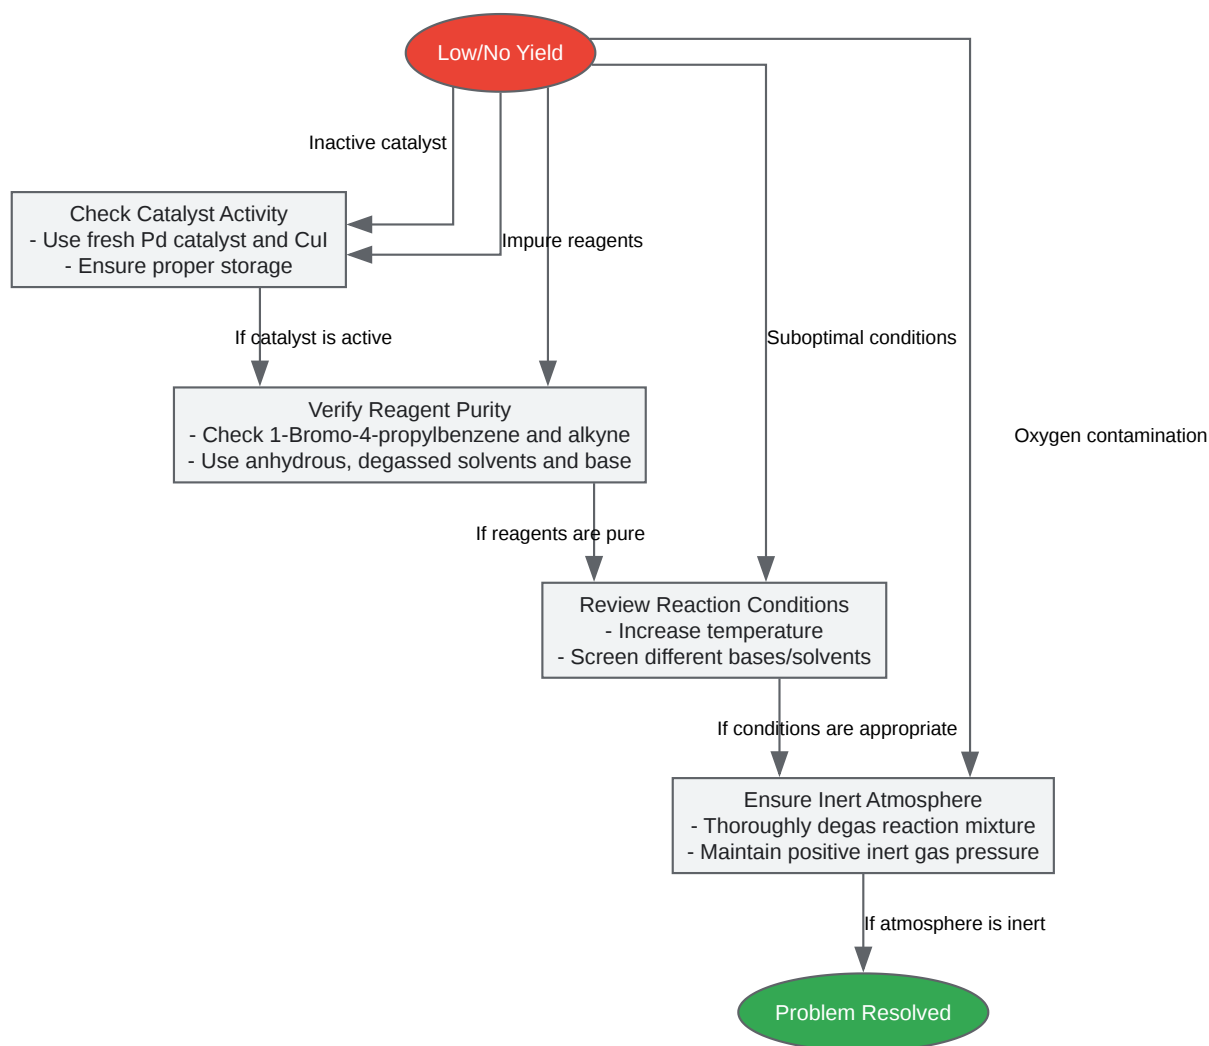 Low/No Yield
Inactive catalyst
Check Catalyst Activity
- Use fresh Pd catalyst and CuI
- Ensure proper storage
Impure reagents
If catalyst is active
Suboptimal conditions
Verify Reagent Purity
- Check 1-Bromo-4-propylbenzene and alkyne
- Use anhydrous, degassed solvents and base
Oxygen contamination
If reagents are pure
Review Reaction Conditions
- Increase temperature
- Screen different bases/solvents
If conditions are appropriate
Ensure Inert Atmosphere
- Thoroughly degas reaction mixture
- Maintain positive inert gas pressure
If atmosphere is inert
Problem Resolved